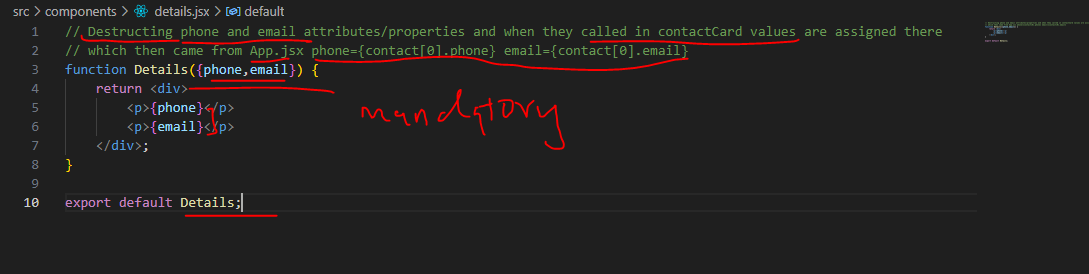 src > components > details.jsx > default
1 // Destructing phone and email attributes/properties and when they called in contactCard values are assigned there
2 // which then came from App.jsx phone={contact[0].phone} email={contact[0].email}
3 function Details({phone,email}) {
4 return <div>
5 <p>{phone}</p>
6 <p>{email}</p>
7 </div>;
8 }
9
10 export default Details;
mandatory